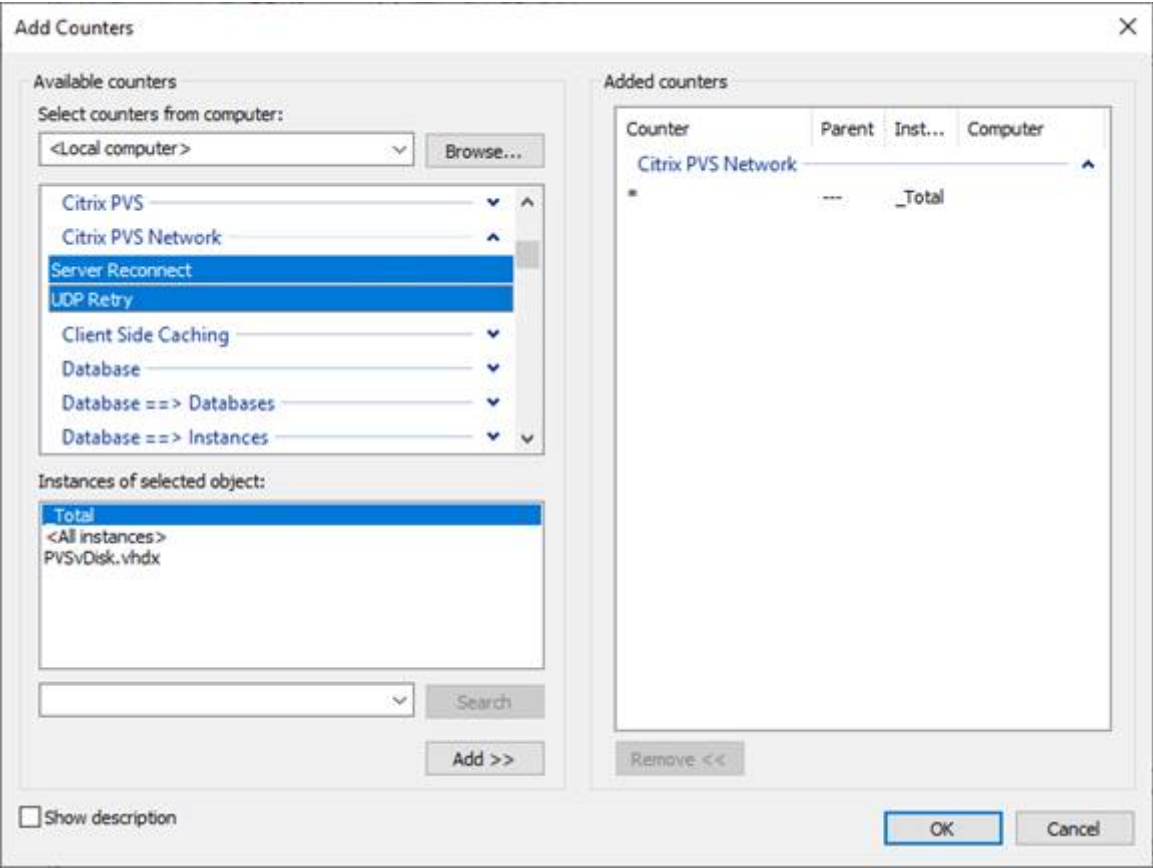 Add Counters
Available counters
Select counters from computer:
<Local computer>
Browse...
Citrix PVS
Citrix PVS Network
Server Reconnect
UDP Retry
Client Side Caching
Database
Database ==> Databases
Database ==> Instances
Instances of selected object:
_Total
<All instances>
PVSvDisk.vhdx
Search
Add >>
Show description
Added counters
Counter Parent Inst... Computer
Citrix PVS Network
* --- _Total
Remove <<
OK Cancel